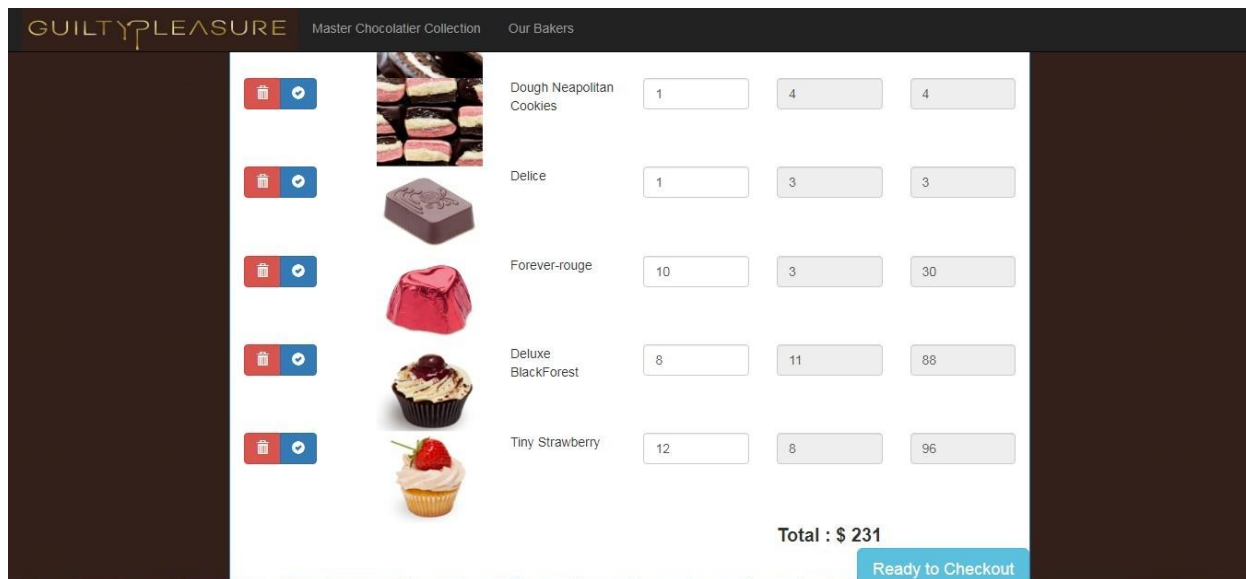 GUILTYPLEASURE Master Chocolatier Collection Our Bakers
Dough Neapolitan
Cookies
1 4 4
Delice
1 3 3
Forever-rouge
10 3 30
Deluxe
BlackForest
8 11 88
Tiny Strawberry
12 8 96
Total : $ 231
Ready to Checkout